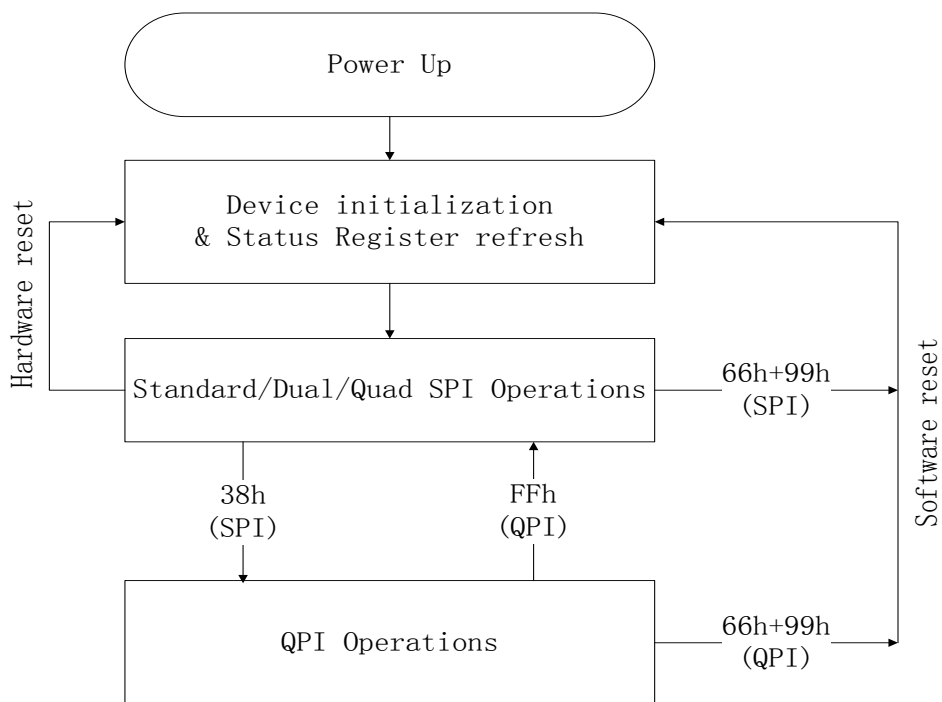 Power Up
Device initialization
& Status Register refresh
Hardware reset
Standard/Dual/Quad SPI Operations
66h+99h
(SPI)
Software reset
38h
(SPI)
FFh
(QPI)
QPI Operations
66h+99h
(QPI)